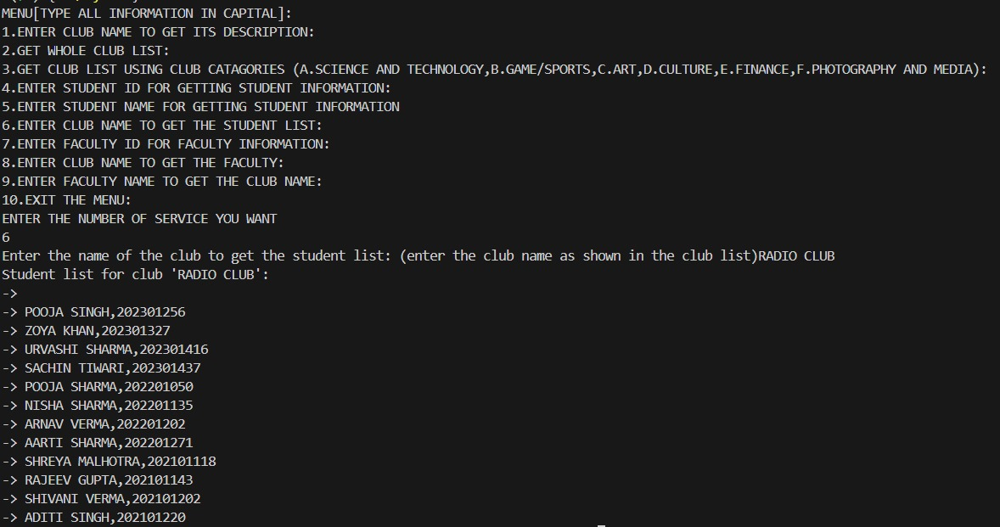 MENU[TYPE ALL INFORMATION IN CAPITAL]:
1.ENTER CLUB NAME TO GET ITS DESCRIPTION:
2.GET WHOLE CLUB LIST:
3.GET CLUB LIST USING CLUB CATAGORIES (A.SCIENCE AND TECHNOLOGY,B.GAME/SPORTS,C.ART,D.CULTURE,E.FINANCE,F.PHOTOGRAPHY AND MEDIA):
4.ENTER STUDENT ID FOR GETTING STUDENT INFORMATION:
5.ENTER STUDENT NAME FOR GETTING STUDENT INFORMATION
6.ENTER CLUB NAME TO GET THE STUDENT LIST:
7.ENTER FACULTY ID FOR FACULTY INFORMATION:
8.ENTER CLUB NAME TO GET THE FACULTY:
9.ENTER FACULTY NAME TO GET THE CLUB NAME:
10.EXIT THE MENU:
ENTER THE NUMBER OF SERVICE YOU WANT
6
Enter the name of the club to get the student list: (enter the club name as shown in the club list)RADIO CLUB
Student list for club 'RADIO CLUB':
->
-> POOJA SINGH,202301256
-> ZOYA KHAN,202301327
-> URVASHI SHARMA,202301416
-> SACHIN TIWARI,202301437
-> POOJA SHARMA,202201050
-> NISHA SHARMA,202201135
-> ARNAV VERMA,202201202
-> AARTI SHARMA,202201271
-> SHREYA MALHOTRA,202101118
-> RAJEEV GUPTA,202101143
-> SHIVANI VERMA,202101202
-> ADITI SINGH,202101220